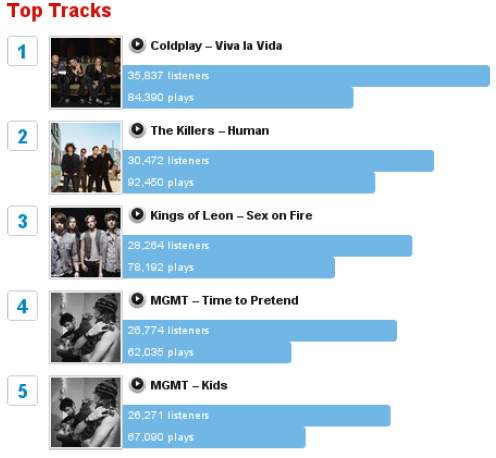 Top Tracks
1
Coldplay – Viva la Vida
35,837 listeners
84,390 plays
2
The Killers – Human
30,472 listeners
92,450 plays
3
Kings of Leon – Sex on Fire
28,264 listeners
78,192 plays
4
MGMT – Time to Pretend
26,774 listeners
62,035 plays
5
MGMT – Kids
26,271 listeners
67,090 plays